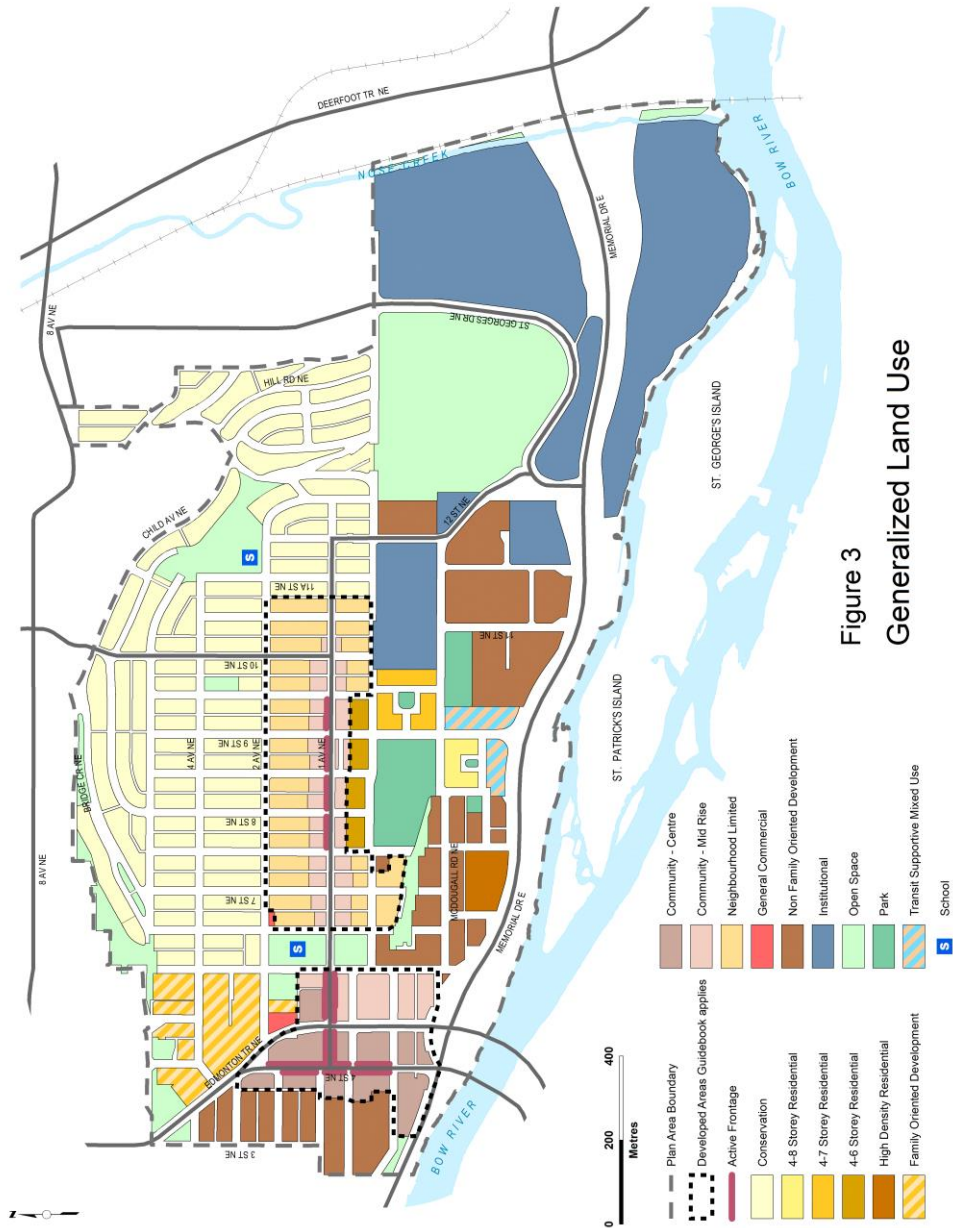 8 AV NE
8 AV NE
DEERFOOT TR NE
NOSE CREEK
BRIDGE CR NE
CHILD AV NE
HILL RD NE
ST. GEORGES DR NE
4 AV NE
2 AV NE
1 AV NE
EDMONTON TR NE
3 ST NE
4 ST NE
7 ST NE
8 ST NE
9 ST NE
10 ST NE
11A ST NE
11 ST NE
12 ST NE
S
S
MCDOUGALL RD NE
MEMORIAL DR E
MEMORIAL DR E
BOW RIVER
BOW RIVER
ST. PATRICK'S ISLAND
ST. GEORGE'S ISLAND
N
0 200 400
Metres
Plan Area Boundary
Developed Areas Guidebook applies
Active Frontage
Conservation
4-8 Storey Residential
4-7 Storey Residential
4-6 Storey Residential
High Density Residential
Family Oriented Development
Community - Centre
Community - Mid Rise
Neighbourhood Limited
General Commercial
Non Family Oriented Development
Institutional
Open Space
Park
Transit Supportive Mixed Use
S School
Figure 3
Generalized Land Use